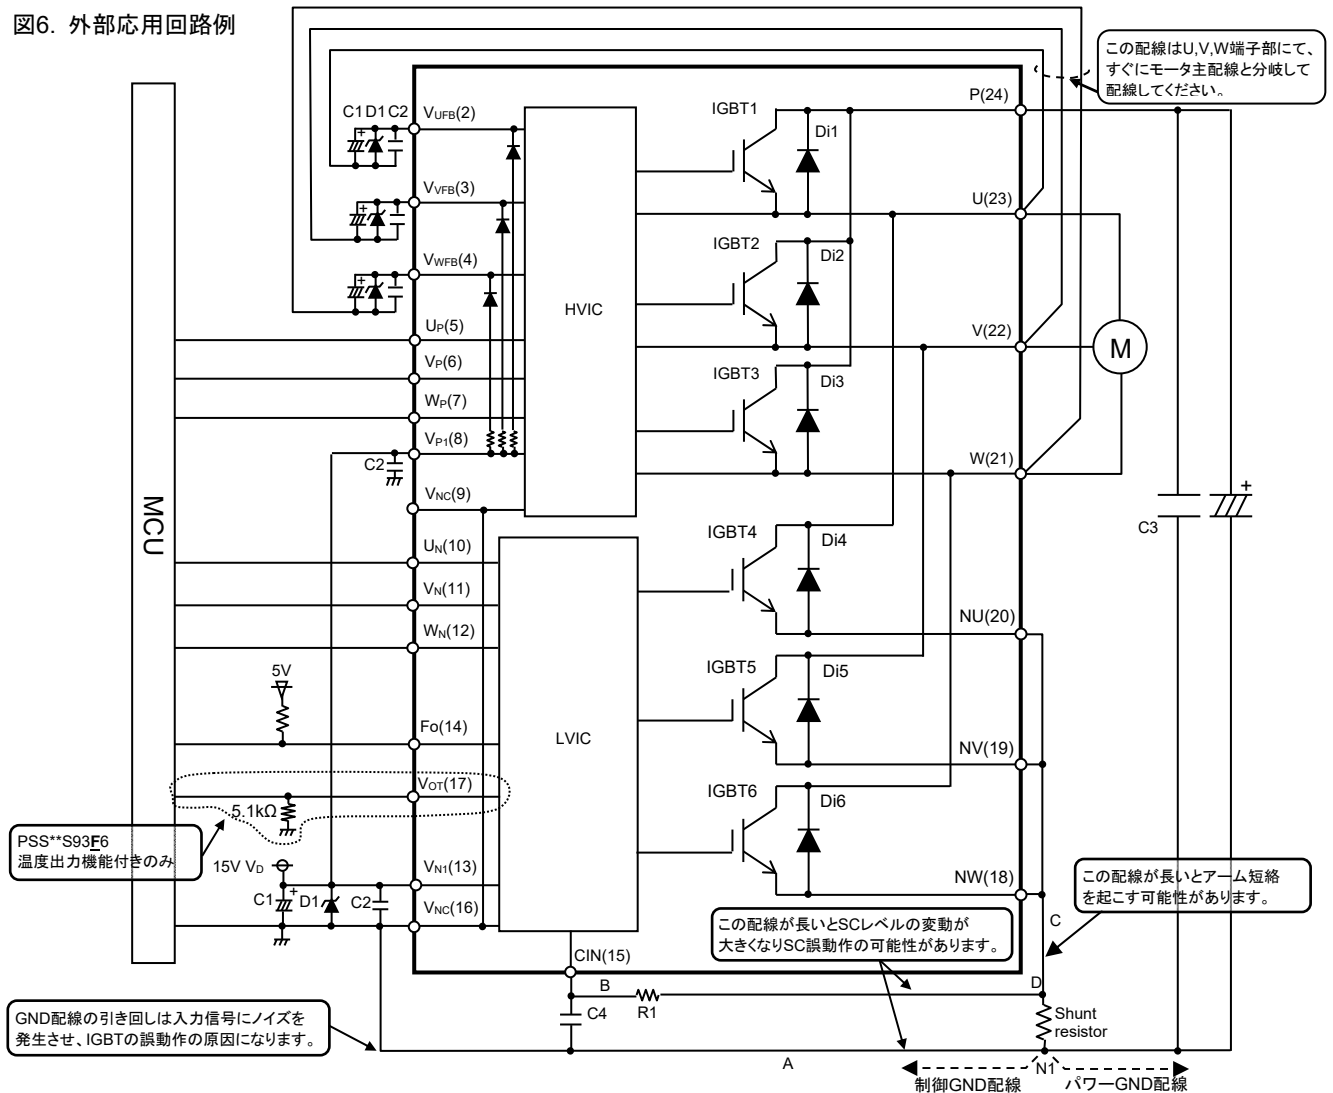 図6. 外部応用回路例
この配線はU,V,W端子部にて、
すぐにモータ主配線と分岐して
配線してください。
P(24)
IGBT1
Di1
C1 D1 C2
VUFB(2)
VVFB(3)
U(23)
IGBT2
Di2
VWFB(4)
HVIC
UP(5)
V(22)
M
VP(6)
IGBT3
Di3
WP(7)
VP1(8)
C2
W(21)
VNC(9)
MCU
+
C3
IGBT4
Di4
UN(10)
VN(11)
NU(20)
WN(12)
IGBT5
Di5
5V
Fo(14)
LVIC
NV(19)
VOT(17)
IGBT6
Di6
5.1kΩ
PSS**S93F6
温度出力機能付きのみ
15V VD
VN1(13)
NW(18)
この配線が長いとアーム短絡
を起こす可能性があります。
C1
+
D1
C2
VNC(16)
この配線が長いとSCレベルの変動が
大きくなりSC誤動作の可能性があります。
C
CIN(15)
B
D
R1
C4
Shunt
resistor
GND配線の引き回しは入力信号にノイズを
発生させ、IGBTの誤動作の原因になります。
A
N1
制御GND配線
パワーGND配線